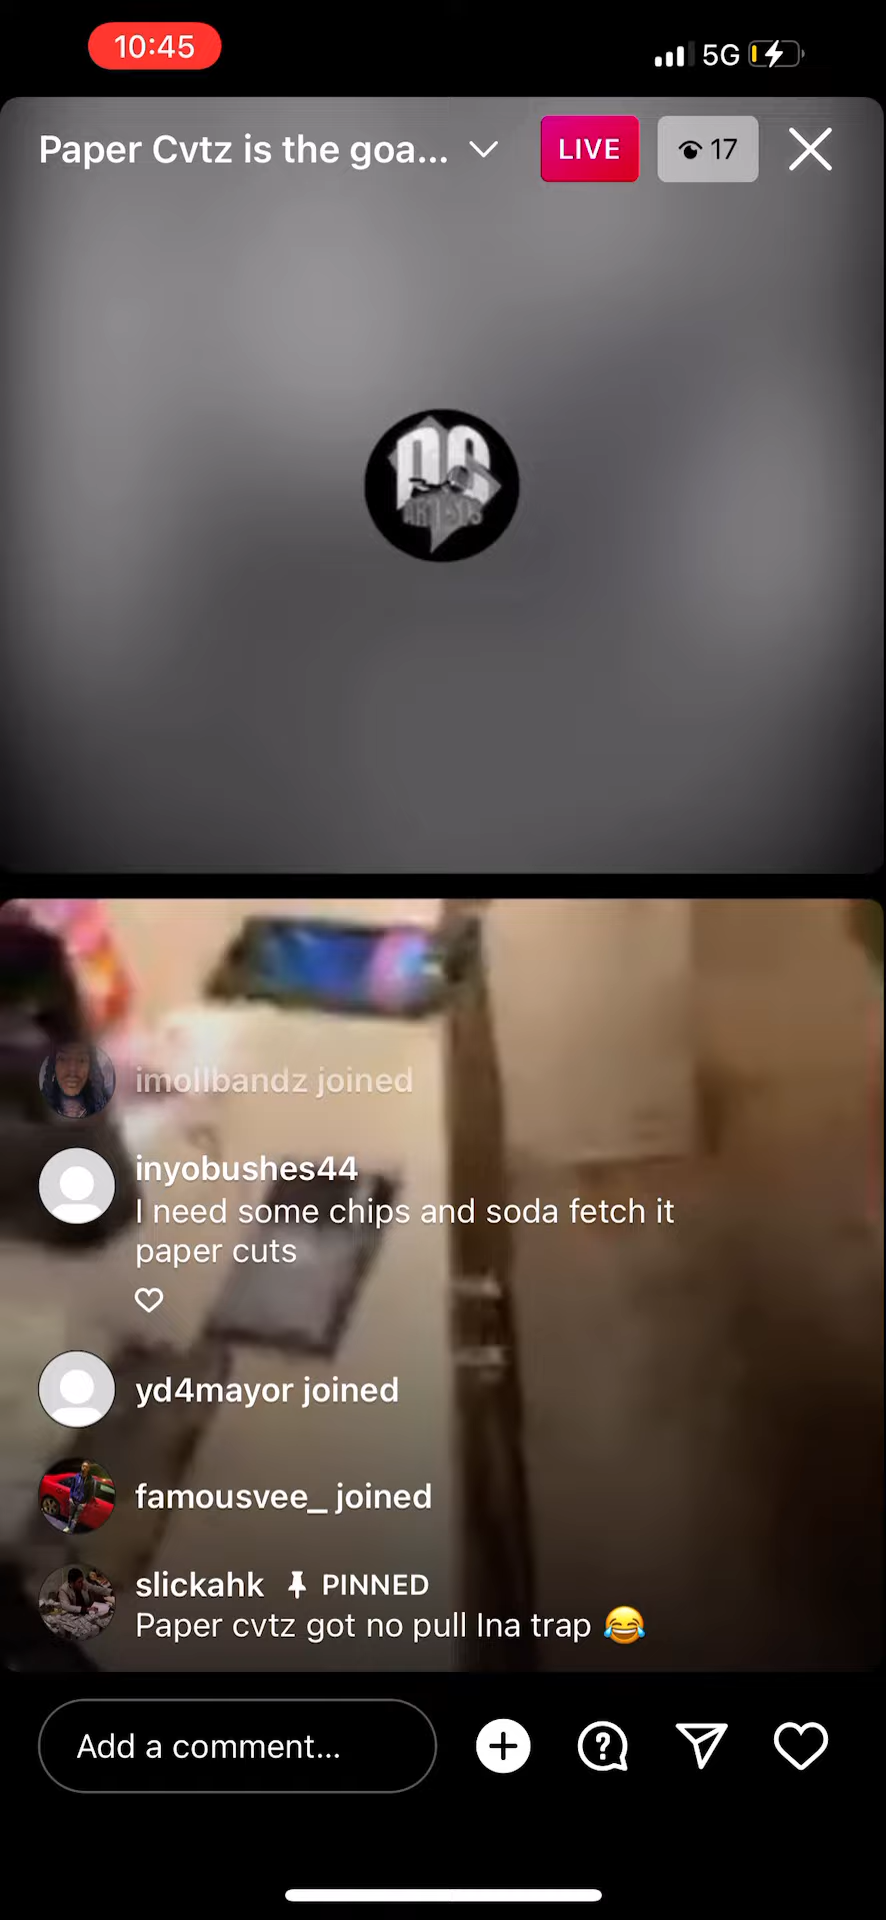 10:45
5G
Paper Cvtz is the goa...
LIVE
17
ARTISTS
imollbandz joined
inyobushes44
I need some chips and soda fetch it
paper cuts
yd4mayor joined
famousvee_ joined
slickahk PINNED
Paper cvtz got no pull Ina trap 😂
Add a comment...